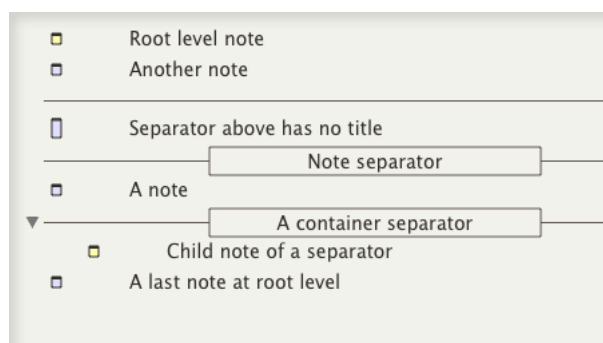 Root level note
Another note
Separator above has no title
Note separator
A note
A container separator
Child note of a separator
A last note at root level